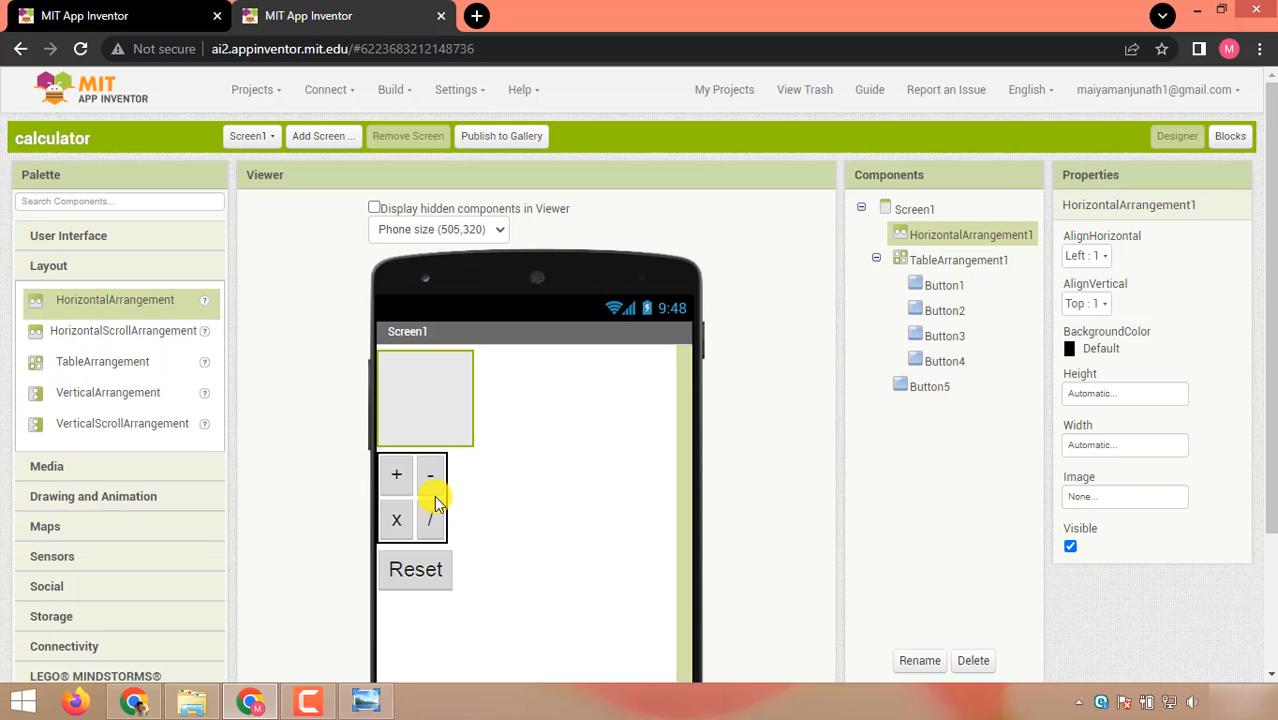 MIT App Inventor
MIT App Inventor
Not secure
ai2.appinventor.mit.edu/#6223683212148736
M
MIT
APP INVENTOR
Projects
Connect
Build
Settings
Help
My Projects
View Trash
Guide
Report an Issue
English
maiyamanjunath1@gmail.com
calculator
Screen1
Add Screen ...
Remove Screen
Publish to Gallery
Designer
Blocks
Palette
Search Components...
User Interface
Layout
HorizontalArrangement ?
HorizontalScrollArrangement ?
TableArrangement ?
VerticalArrangement ?
VerticalScrollArrangement ?
Media
Drawing and Animation
Maps
Sensors
Social
Storage
Connectivity
LEGO® MINDSTORMS®
Viewer
Display hidden components in Viewer
Phone size (505,320)
9:48
Screen1
+ -
x /
Reset
Components
Screen1
HorizontalArrangement1
TableArrangement1
Button1
Button2
Button3
Button4
Button5
Rename
Delete
Properties
HorizontalArrangement1
AlignHorizontal
Left : 1
AlignVertical
Top : 1
BackgroundColor
Default
Height
Automatic...
Width
Automatic...
Image
None...
Visible